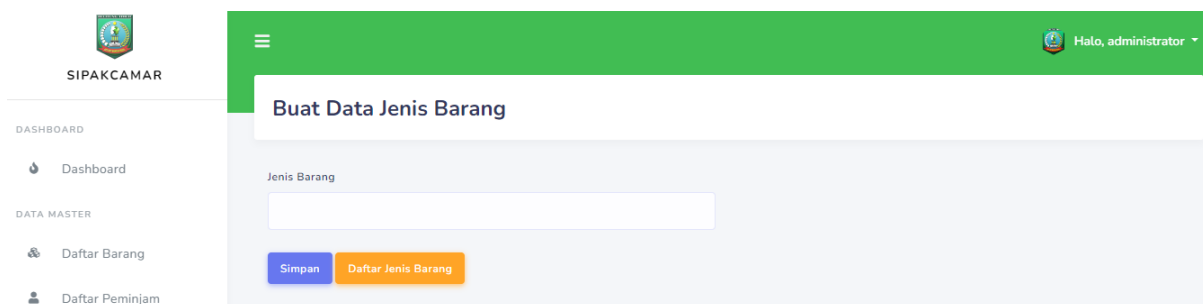 SIPAKCAMAR
DASHBOARD
Dashboard
DATA MASTER
Daftar Barang
Daftar Peminjam
Halo, administrator
Buat Data Jenis Barang
Jenis Barang
Simpan
Daftar Jenis Barang